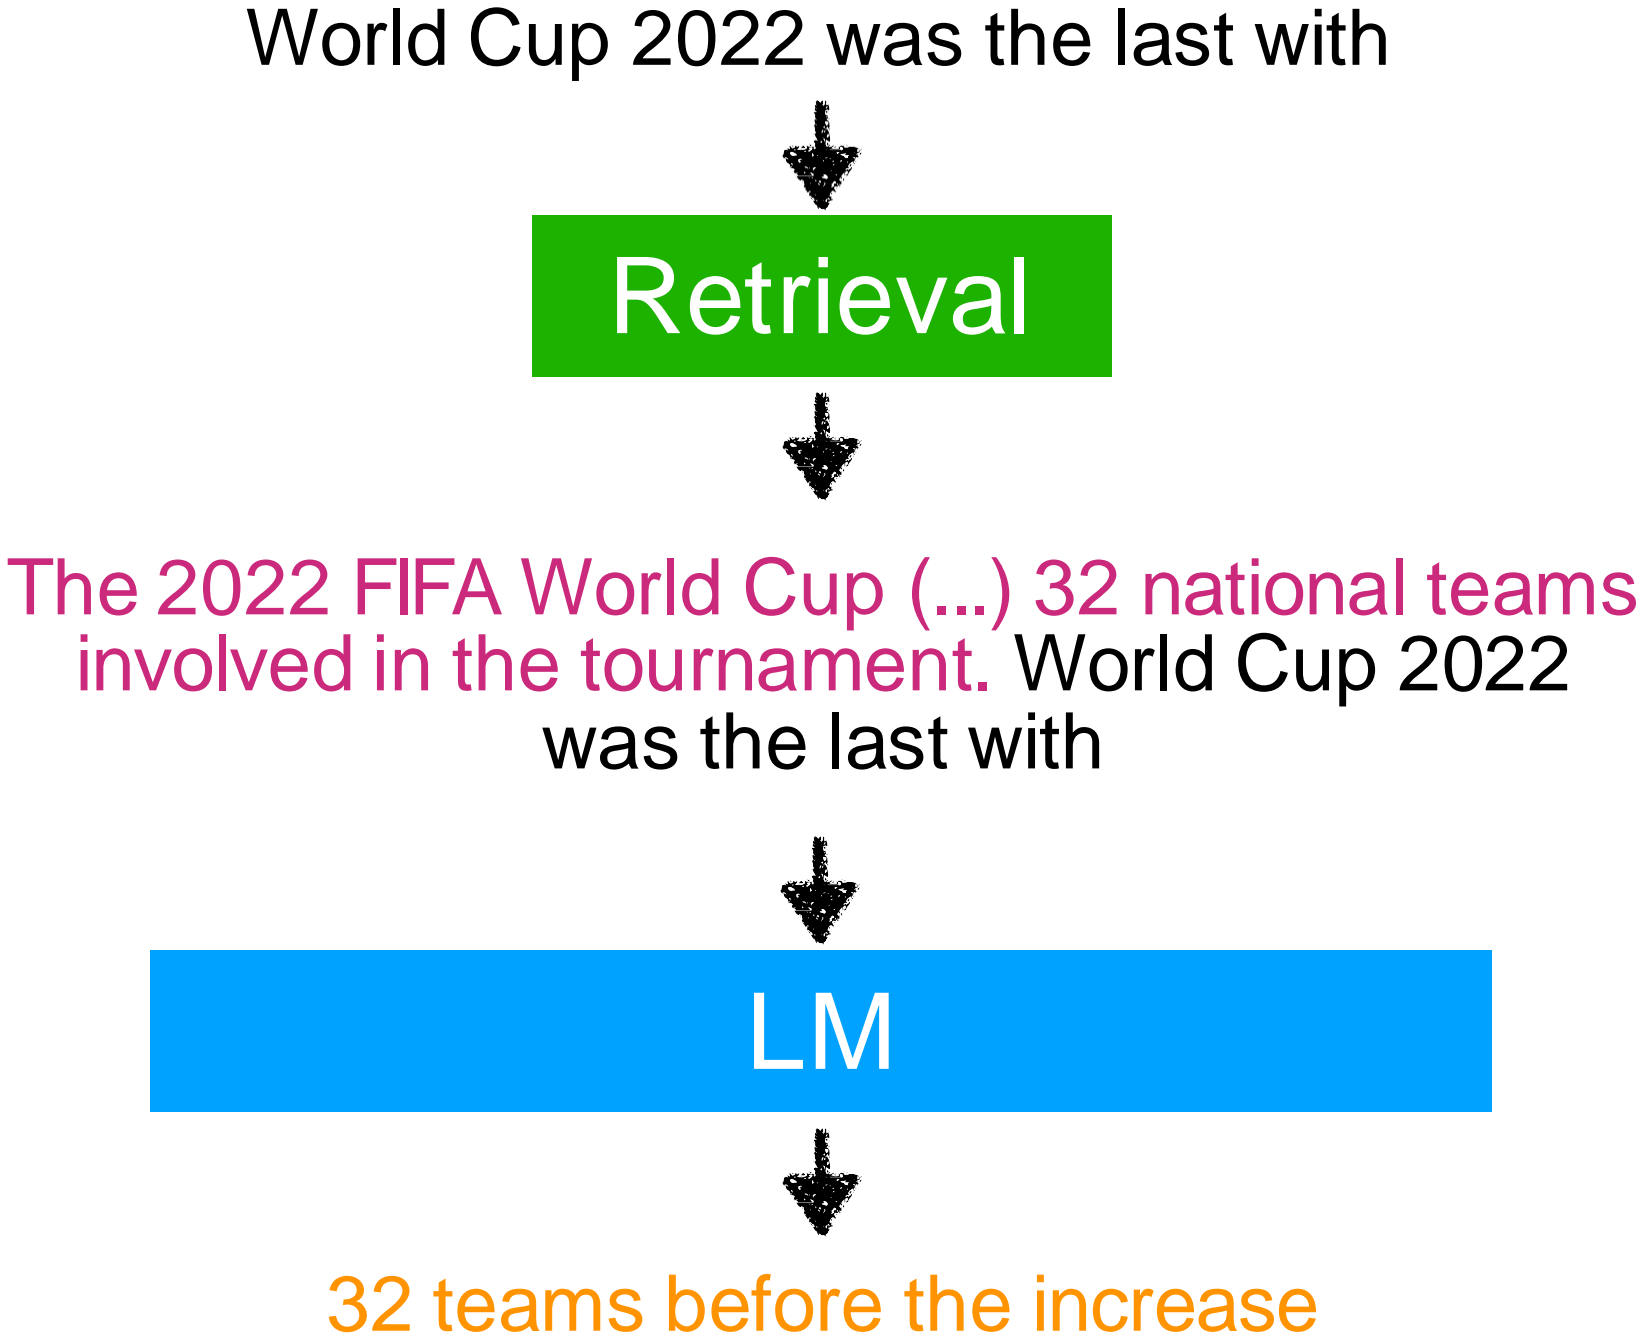 World Cup 2022 was the last with
Retrieval
The 2022 FIFA World Cup (...) 32 national teams
involved in the tournament. World Cup 2022
was the last with
LM
32 teams before the increase